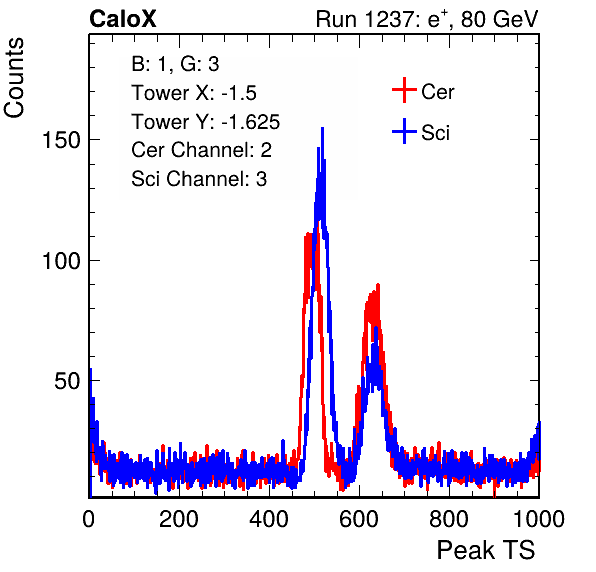 CaloX Run 1237: e⁺, 80 GeV
B: 1, G: 3
Tower X: -1.5
Tower Y: -1.625
Cer Channel: 2
Sci Channel: 3
Cer
Sci
Counts
150
100
50
0 200 400 600 800 1000
Peak TS